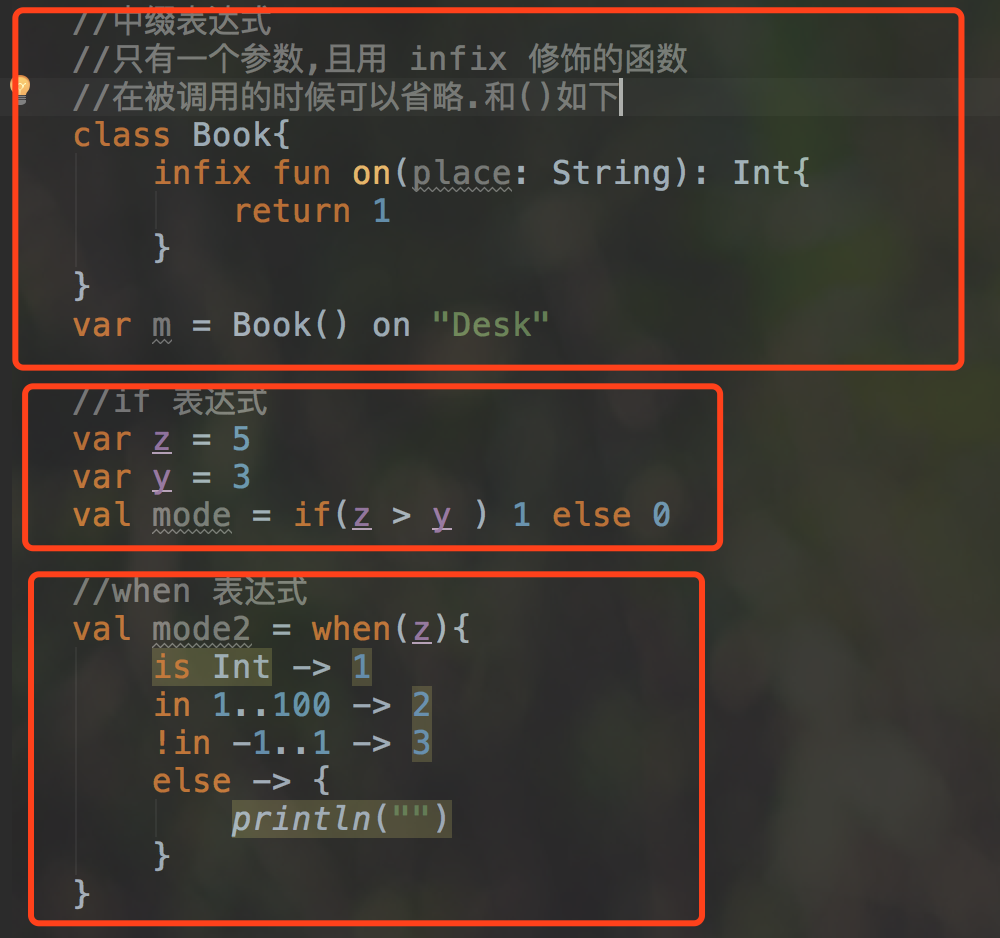 //中缀表达式
//只有一个参数,且用 infix 修饰的函数
//在被调用的时候可以省略.和()如下
class Book{
    infix fun on(place: String): Int{
        return 1
    }
}
var m = Book() on "Desk"
//if 表达式
var z = 5
var y = 3
val mode = if(z > y ) 1 else 0
//when 表达式
val mode2 = when(z){
    is Int -> 1
    in 1..100 -> 2
    !in -1..1 -> 3
    else -> {
        println("")
    }
}